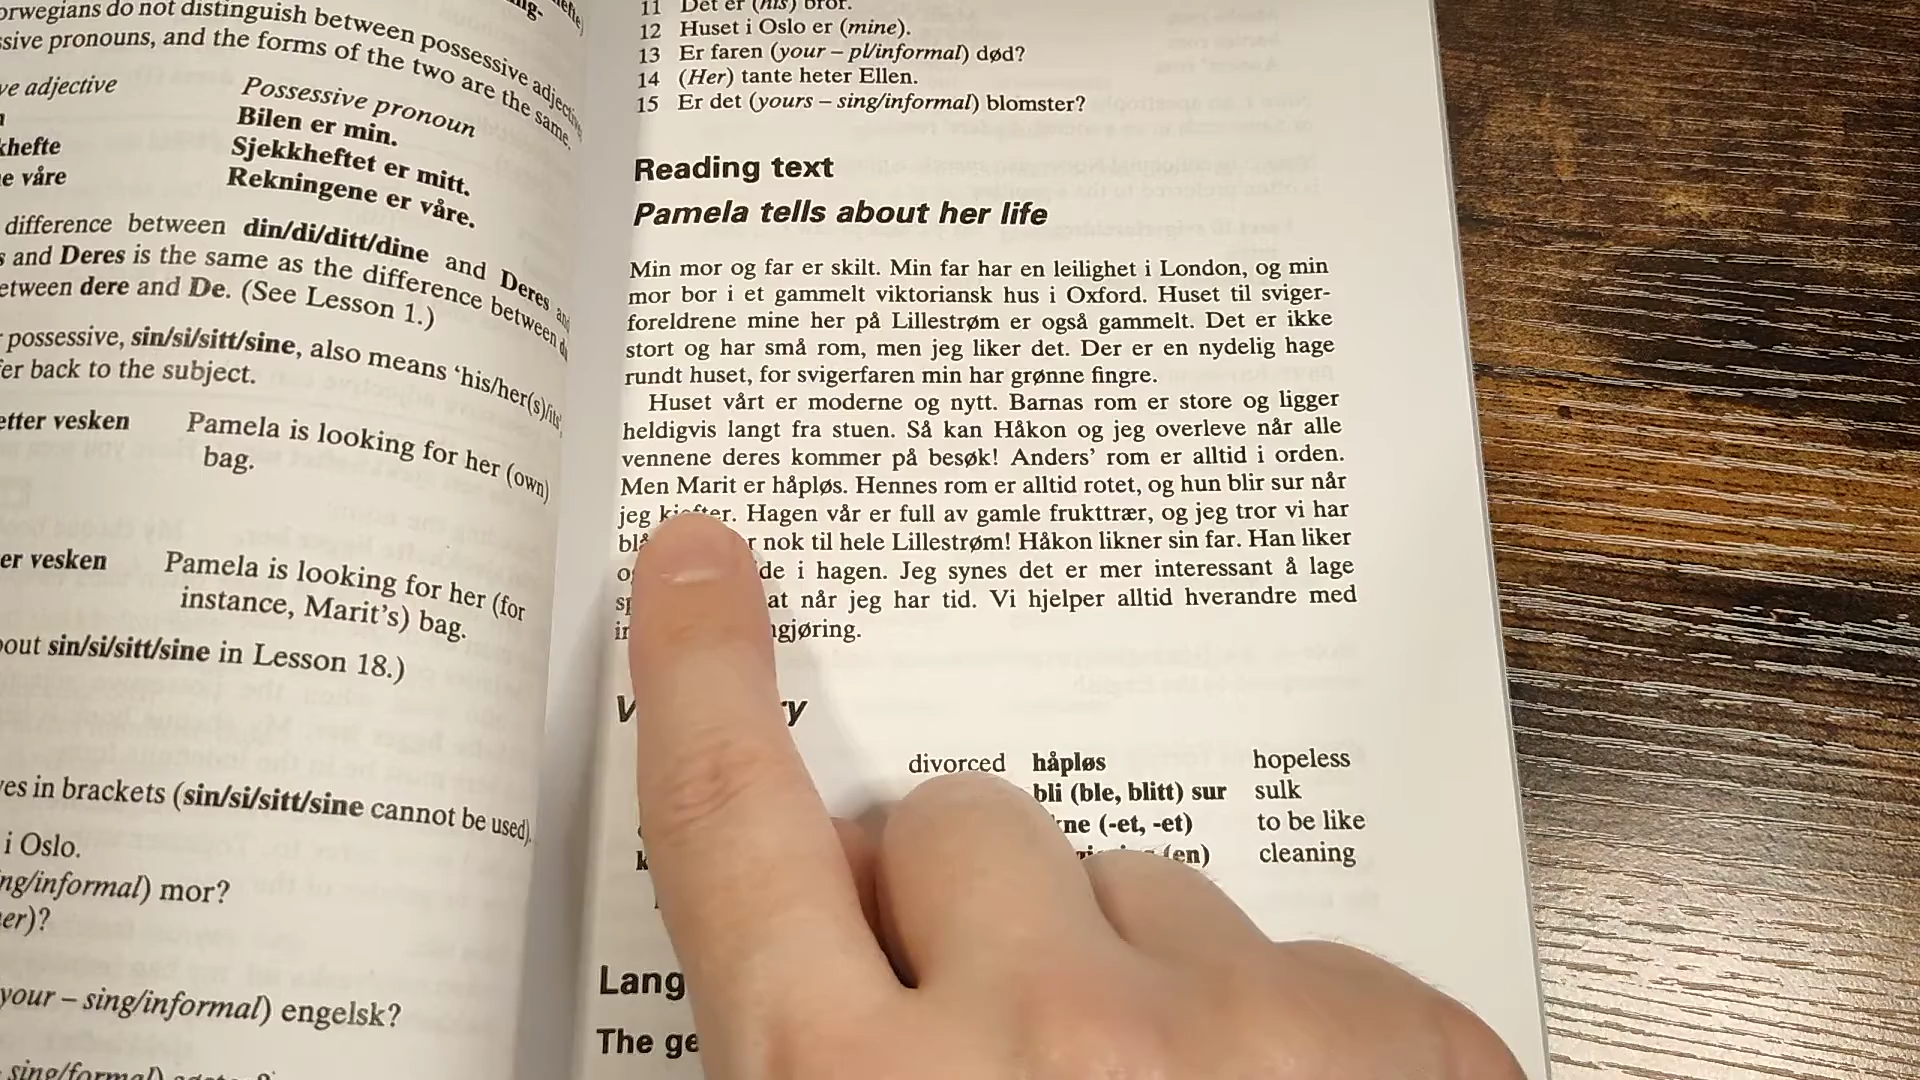 orwegians do not distinguish between possessive
sive pronouns, and the forms of the two are the same.
ve adjective
Possessive pronoun
Bilen er min.
khefte
Sjekkheftet er mitt.
e våre
Rekningene er våre.
difference between din/di/ditt/dine and Deres
s and Deres is the same as the difference between
etween dere and De. (See Lesson 1.)
possessive, sin/si/sitt/sine, also means 'his/her(s)/its',
er back to the subject.
etter vesken
Pamela is looking for her (own)
bag.
er vesken
Pamela is looking for her (for
instance, Marit's) bag.
bout sin/si/sitt/sine in Lesson 18.)
es in brackets (sin/si/sitt/sine cannot be used).
i Oslo.
ng/informal) mor?
er)?
your – sing/informal) engelsk?
sing/formal)
11 Det er (his) bror.
12 Huset i Oslo er (mine).
13 Er faren (your – pl/informal) død?
14 (Her) tante heter Ellen.
15 Er det (yours – sing/informal) blomster?
Reading text
Pamela tells about her life
Min mor og far er skilt. Min far har en leilighet i London, og min
mor bor i et gammelt viktoriansk hus i Oxford. Huset til sviger-
foreldrene mine her på Lillestrøm er også gammelt. Det er ikke
stort og har små rom, men jeg liker det. Der er en nydelig hage
rundt huset, for svigerfaren min har grønne fingre.
Huset vårt er moderne og nytt. Barnas rom er store og ligger
heldigvis langt fra stuen. Så kan Håkon og jeg overleve når alle
vennene deres kommer på besøk! Anders' rom er alltid i orden.
Men Marit er håpløs. Hennes rom er alltid rotet, og hun blir sur når
jeg kjefter. Hagen vår er full av gamle frukttrær, og jeg tror vi har
nok til hele Lillestrøm! Håkon likner sin far. Han liker
de i hagen. Jeg synes det er mer interessant å lage
at når jeg har tid. Vi hjelper alltid hverandre med
gjøring.
divorced håpløs hopeless
bli (ble, blitt) sur sulk
ne (-et, -et) to be like
(en) cleaning
Lang
The ge